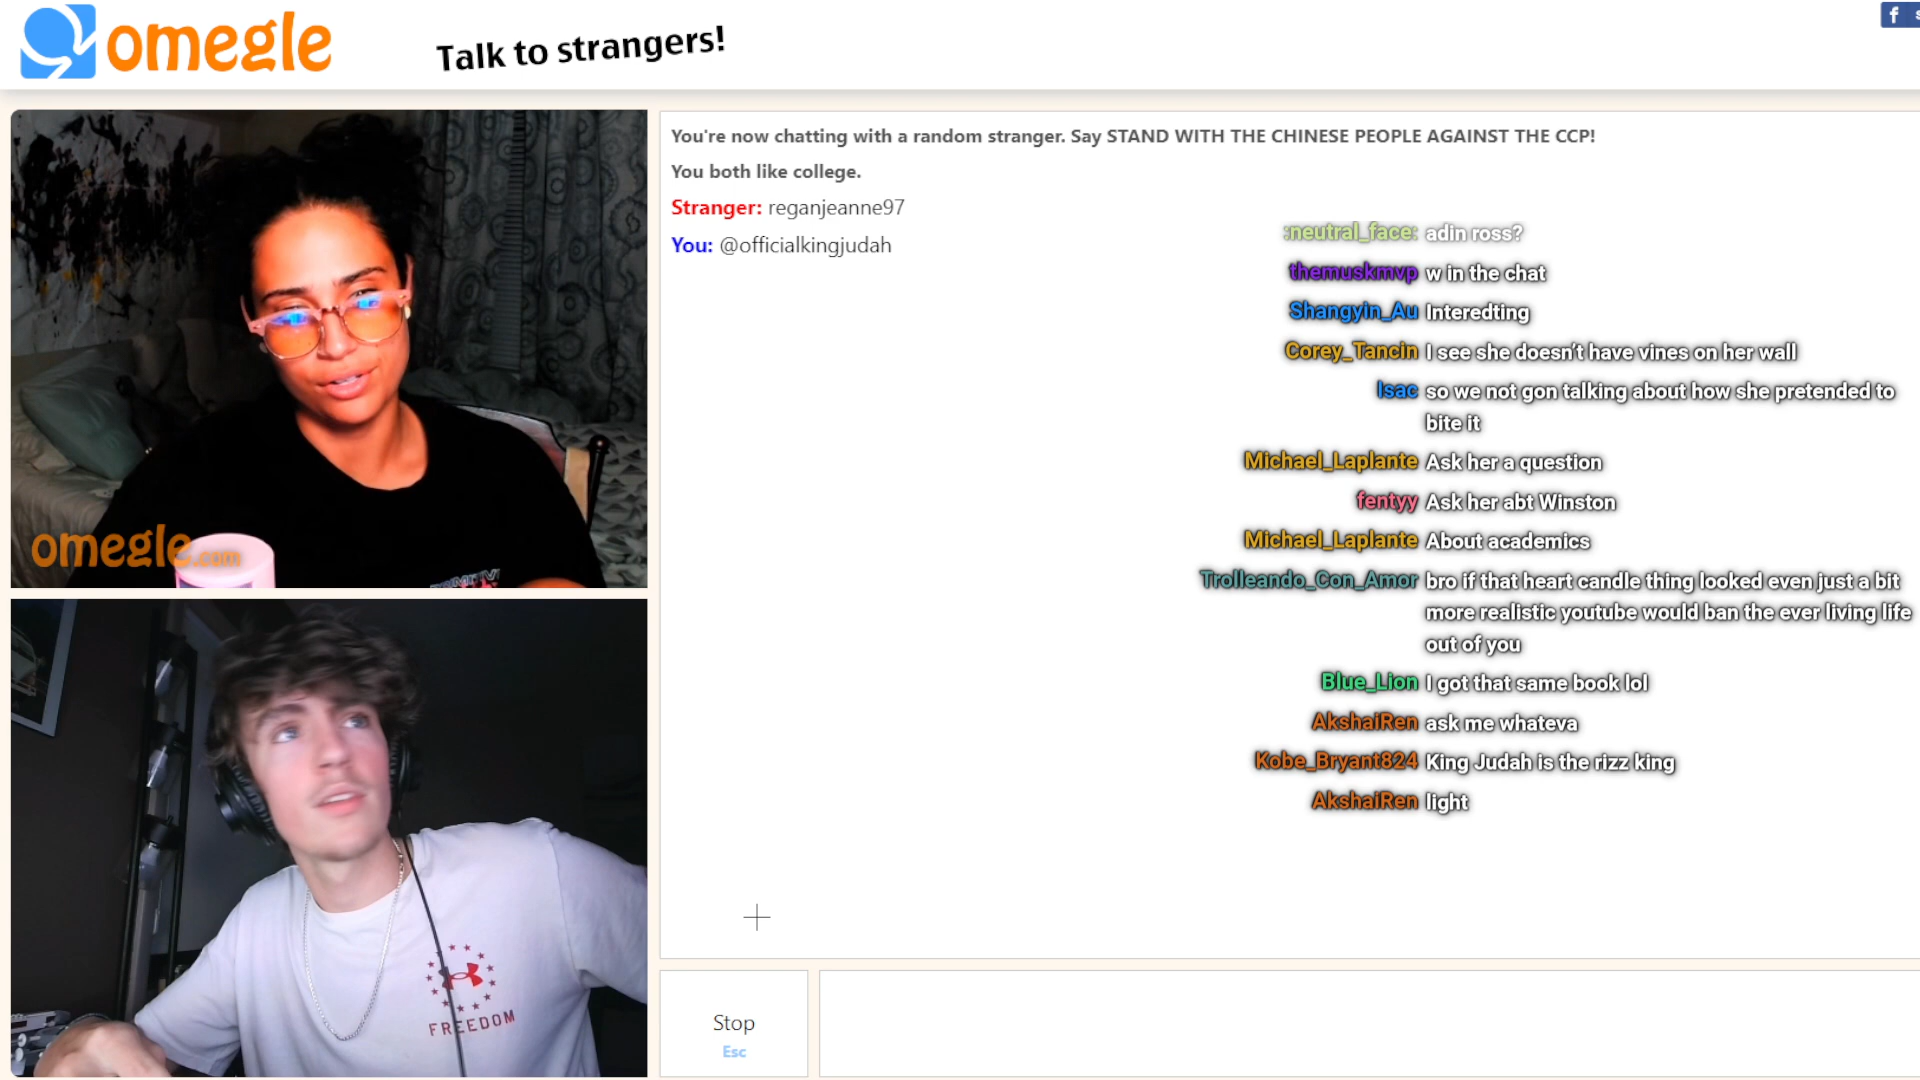 omegle
Talk to strangers!
You're now chatting with a random stranger. Say STAND WITH THE CHINESE PEOPLE AGAINST THE CCP!
You both like college.
Stranger: reganjeanne97
You: @officialkingjudah
:neutral_face: adin ross?
themuskmvp w in the chat
Shangyin_Au Interedting
Corey_Tancin I see she doesn't have vines on her wall
Isac so we not gon talking about how she pretended to
bite it
Michael_Laplante Ask her a question
fentyy Ask her abt Winston
Michael_Laplante About academics
Trolleando_Con_Amor bro if that heart candle thing looked even just a bit
more realistic youtube would ban the ever living life
out of you
Blue_Lion I got that same book lol
AkshaiRen ask me whateva
Kobe_Bryant824 King Judah is the rizz king
AkshaiRen light
omegle.com
FREEDOM
Stop
Esc